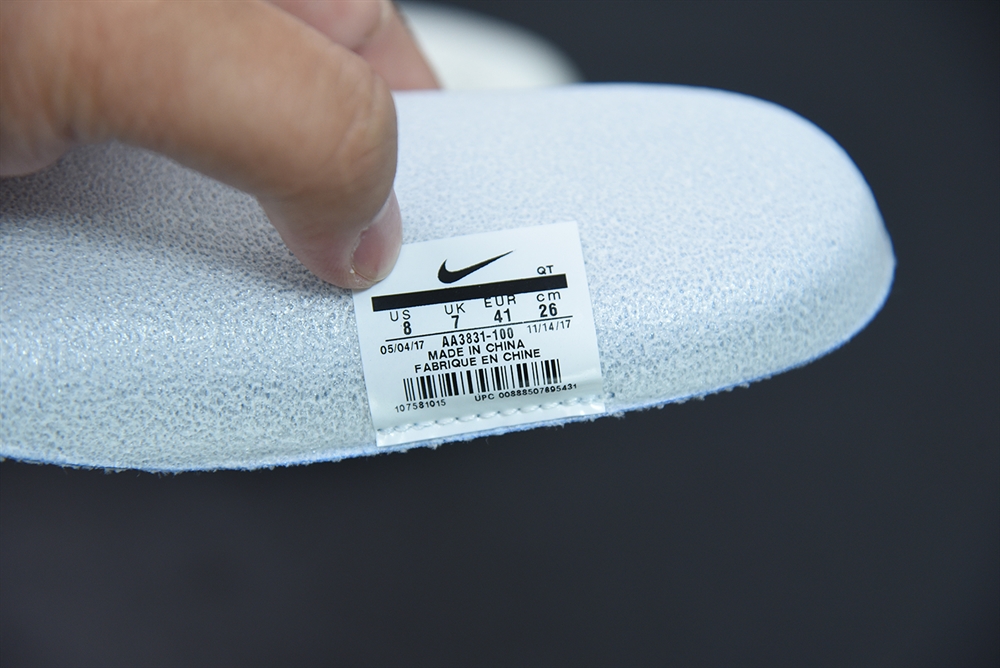 QT
US UK EUR cm
8 7 41 26
05/04/17 AA3831-100 11/14/17
MADE IN CHINA
FABRIQUE EN CHINE
107581015 UPC 00888507695431